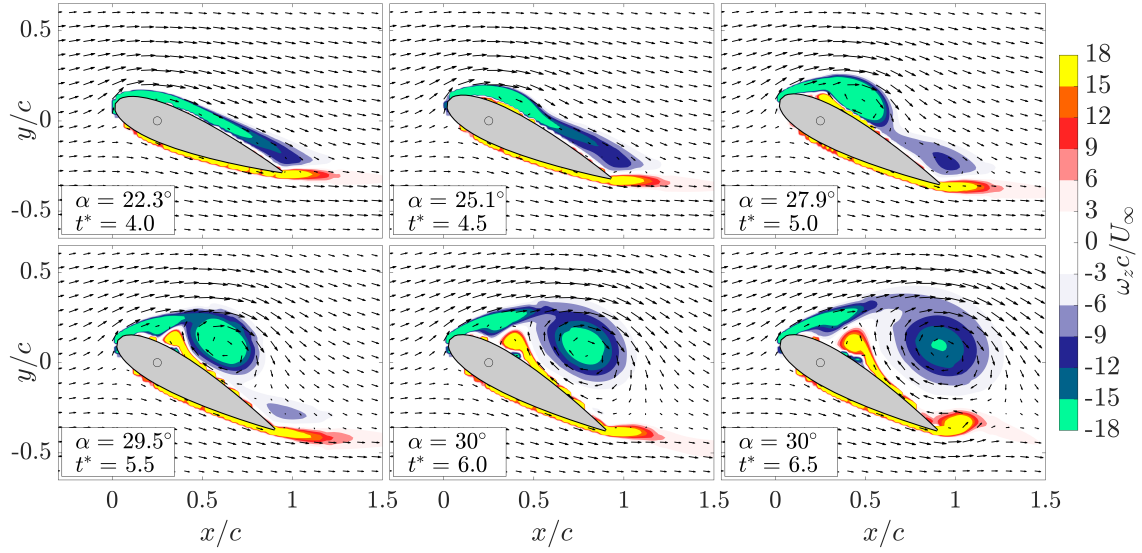 0.5
0
-0.5
y/c
α = 22.3°
t* = 4.0
α = 25.1°
t* = 4.5
α = 27.9°
t* = 5.0
0.5
0
-0.5
y/c
α = 29.5°
t* = 5.5
α = 30°
t* = 6.0
α = 30°
t* = 6.5
0 0.5 1 1.5
0 0.5 1 1.5
0 0.5 1 1.5
x/c
x/c
x/c
18
15
12
9
6
3
0
-3
-6
-9
-12
-15
-18
ω_z c/U_∞